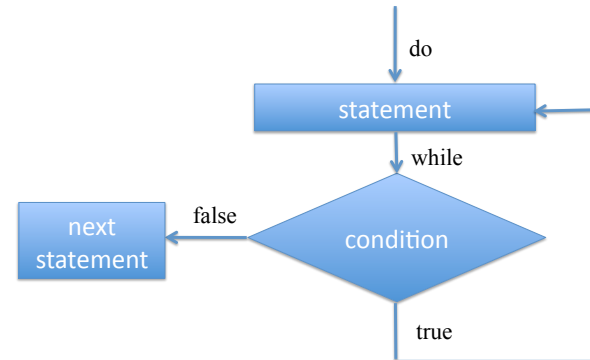 do
statement
while
false
next
statement
condition
true